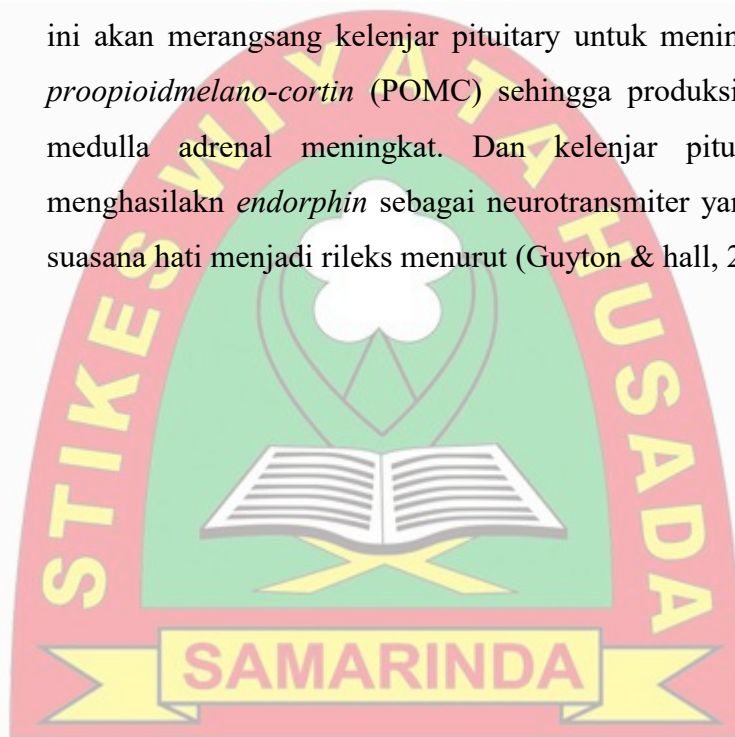 ini akan merangsang kelenjar pituitary untuk menin
proopioidmelano-cortin (POMC) sehingga produksi
medulla adrenal meningkat. Dan kelenjar pitu
menghasilakn endorphin sebagai neurotransmiter yan
suasana hati menjadi rileks menurut (Guyton & hall, 2
STIKES WIYATA HUSADA
SAMARINDA